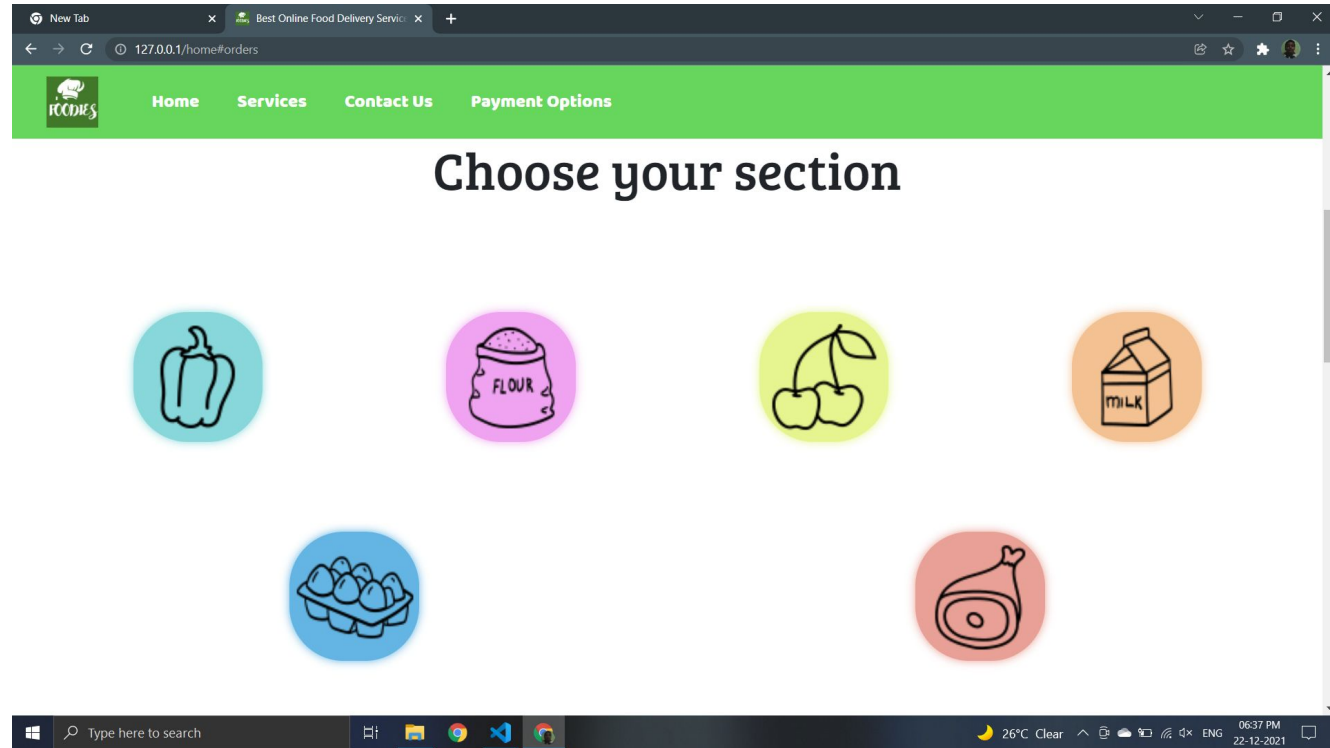 New Tab
Best Online Food Delivery Servic
127.0.0.1/home#orders
FOODIES
Home Services Contact Us Payment Options
Choose your section
FLOUR
MILK
Type here to search
26°C Clear
ENG
06:37 PM
22-12-2021